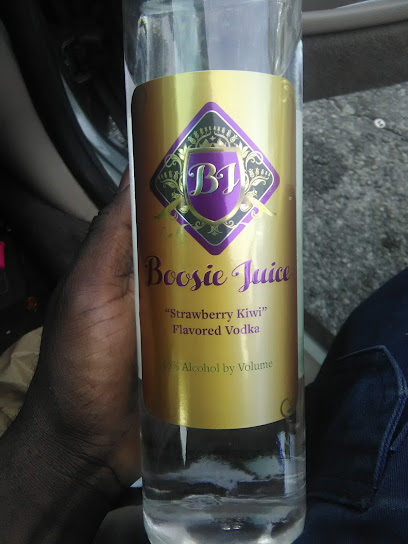 BJ
Boosie Juice
"Strawberry Kiwi"
Flavored Vodka
Alcohol by Volume